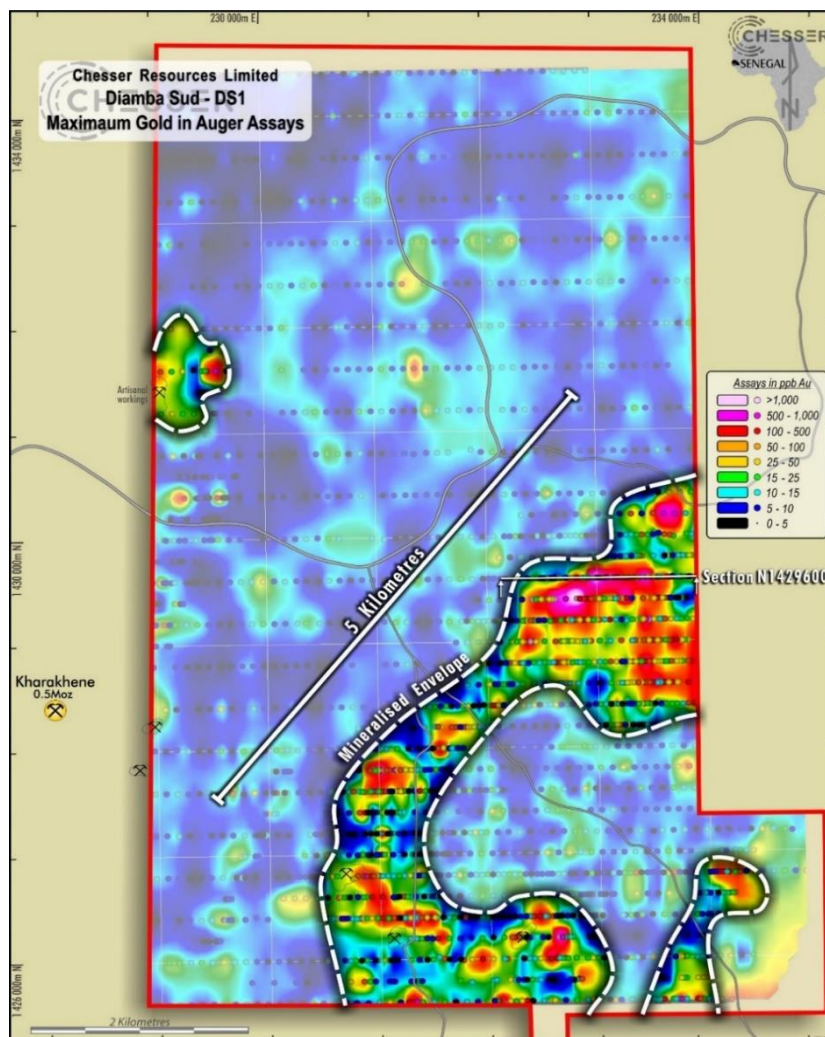 230 000m E
234 000m E
CHESSER
SENEGAL
N
CHESSER
Chesser Resources Limited
Diamba Sud - DS1
Maximaum Gold in Auger Assays
1 434 000m N
Artisanal
workings
Assays in ppb Au
>1,000
500 - 1,000
100 - 500
50 - 100
25 - 50
15 - 25
10 - 15
5 - 10
0 - 5
1 430 000m N
Section N1429600
5 Kilometres
Mineralised Envelope
Kharakhene
0.5Moz
1 426 000m N
2 Kilometres